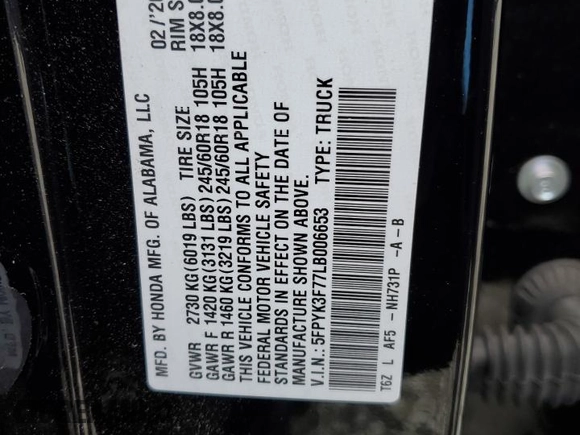 MFD. BY HONDA MFG. OF ALABAMA, LLC 02/'20
GVWR 2730 KG (6019 LBS) TIRE SIZE RIM S
GAWR F 1420 KG (3131 LBS) 245/60R18 105H 18X8.0
GAWR R 1460 KG (3219 LBS) 245/60R18 105H 18X8.0
THIS VEHICLE CONFORMS TO ALL APPLICABLE
FEDERAL MOTOR VEHICLE SAFETY
STANDARDS IN EFFECT ON THE DATE OF
MANUFACTURE SHOWN ABOVE.
V.I.N.: 5FPYK3F77LB006653 TYPE: TRUCK
T6Z L AF5 - NH731P -A-B